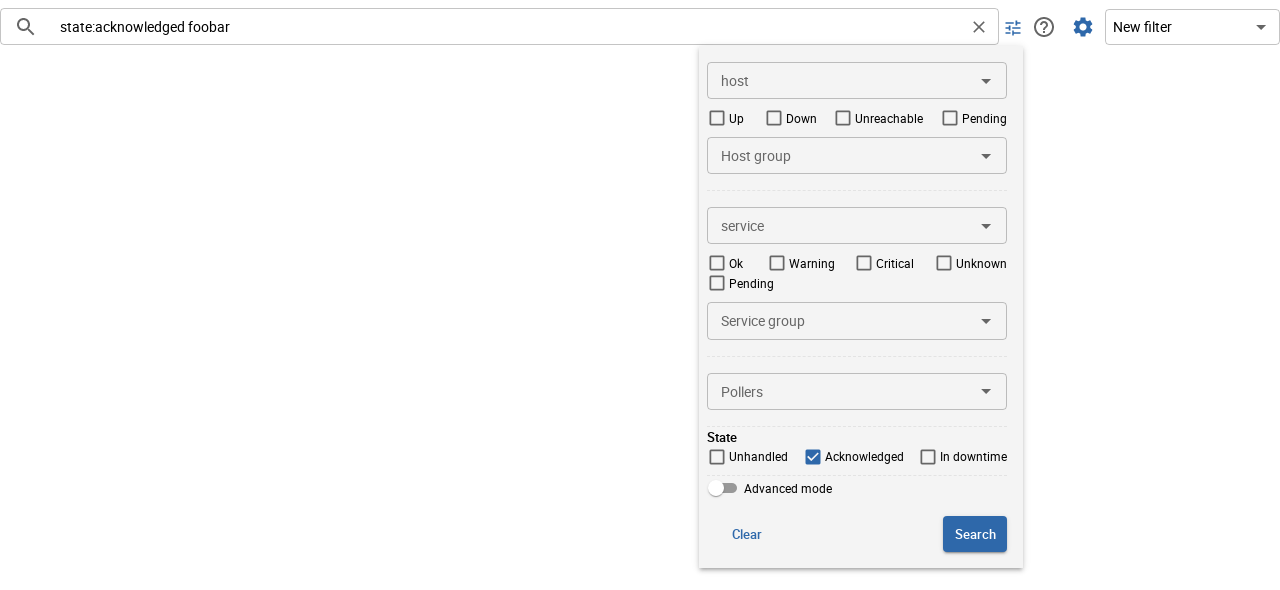 state:acknowledged foobar
New filter
host
Up Down Unreachable Pending
Host group
service
Ok Warning Critical Unknown
Pending
Service group
Pollers
State
Unhandled Acknowledged In downtime
Advanced mode
Clear Search